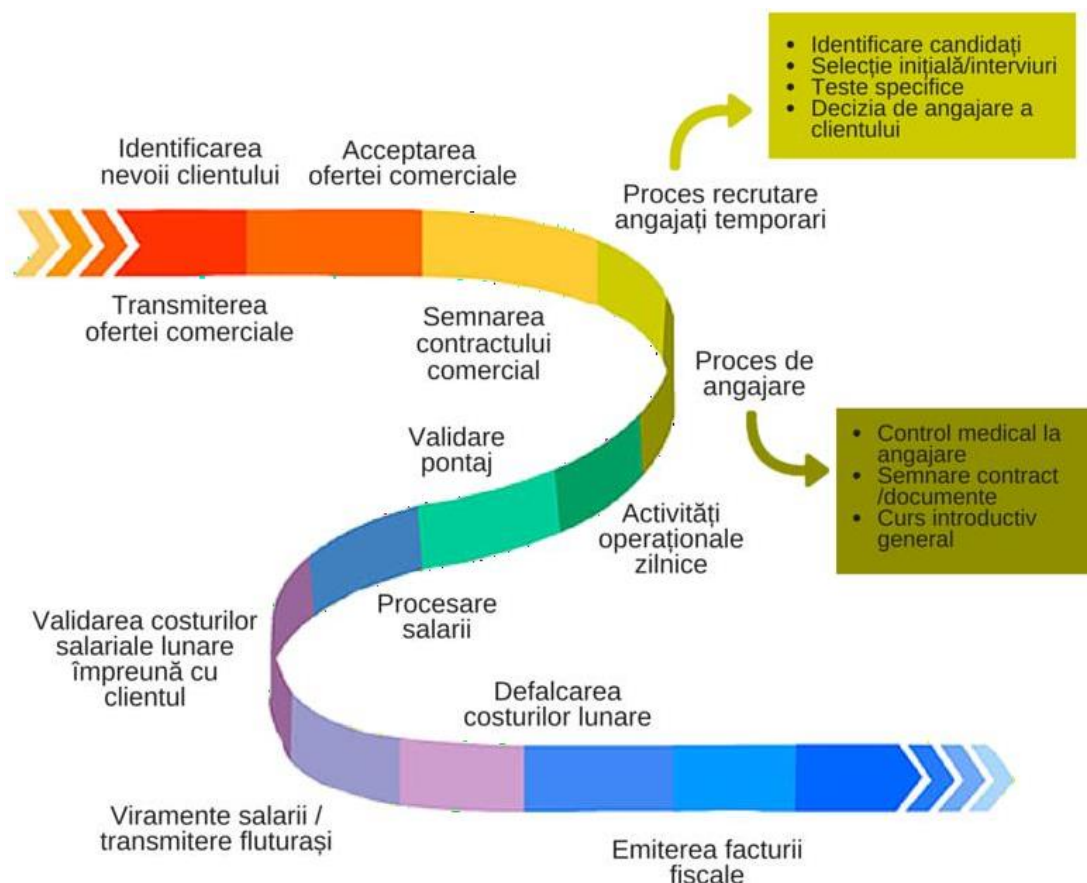 Identificarea
nevoii clientului
Transmiterea
ofertei comerciale
Acceptarea
ofertei comerciale
Semnarea
contractului
comercial
Proces recrutare
angajați temporari
• Identificare candidați
• Selecție inițială/interviuri
• Teste specifice
• Decizia de angajare a
clientului
Proces de
angajare
• Control medical la
angajare
• Semnare contract
/documente
• Curs introductiv
general
Activități
operaționale
zilnice
Validare
pontaj
Procesare
salarii
Validarea costurilor
salariale lunare
împreună cu
clientul
Viramente salarii /
transmitere fluturași
Defalcarea
costurilor lunare
Emiterea facturii
fiscale